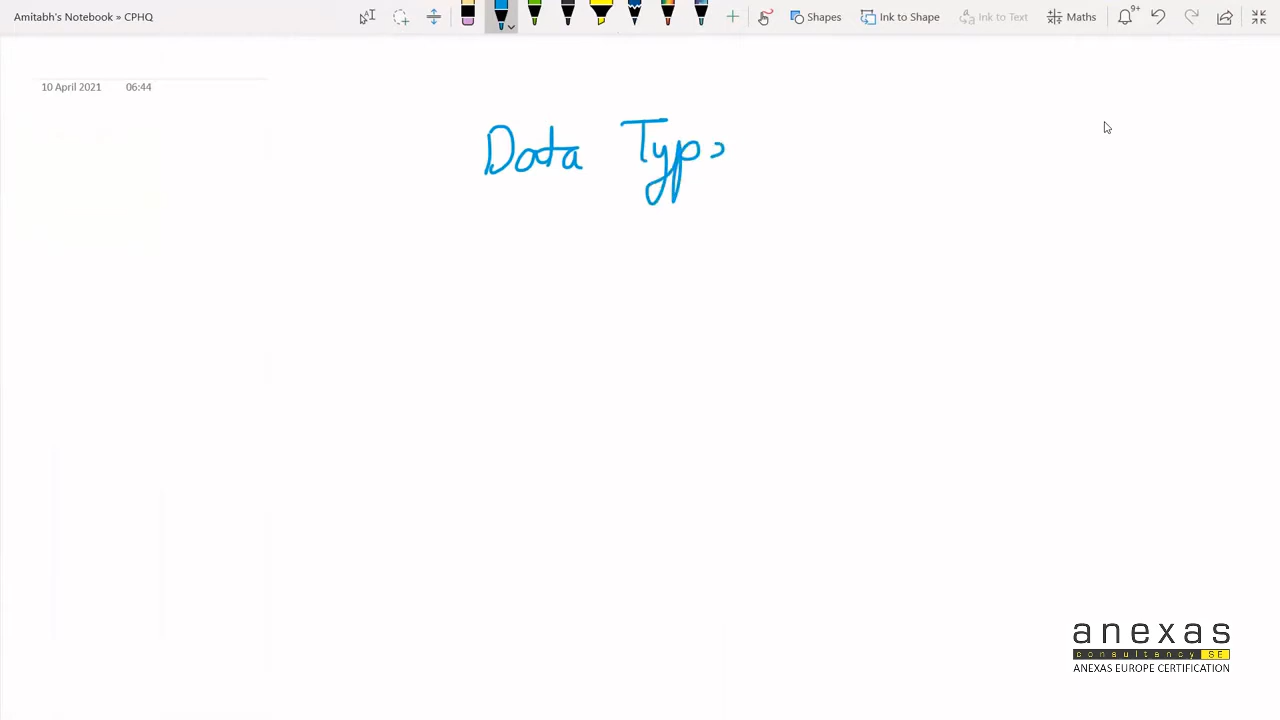 Amitabh's Notebook » CPHQ
Shapes
Ink to Shape
Ink to Text
Maths
9+
10 April 2021 06:44
Data Typ
anexas
consultancy SE
ANEXAS EUROPE CERTIFICATION